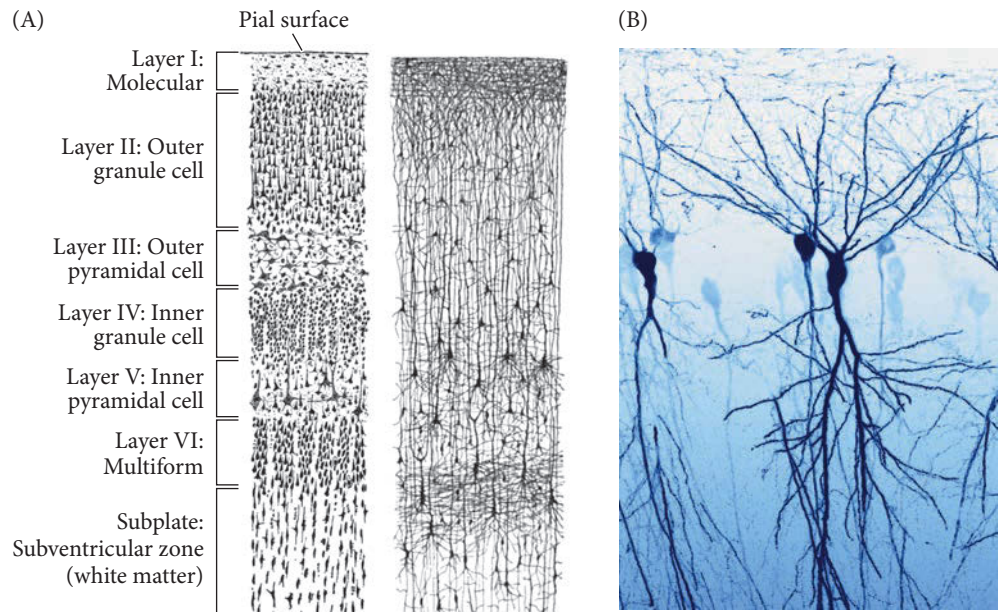 (A)
Pial surface
Layer I:
Molecular
Layer II: Outer
granule cell
Layer III: Outer
pyramidal cell
Layer IV: Inner
granule cell
Layer V: Inner
pyramidal cell
Layer VI:
Multiform
Subplate:
Subventricular zone
(white matter)
(B)